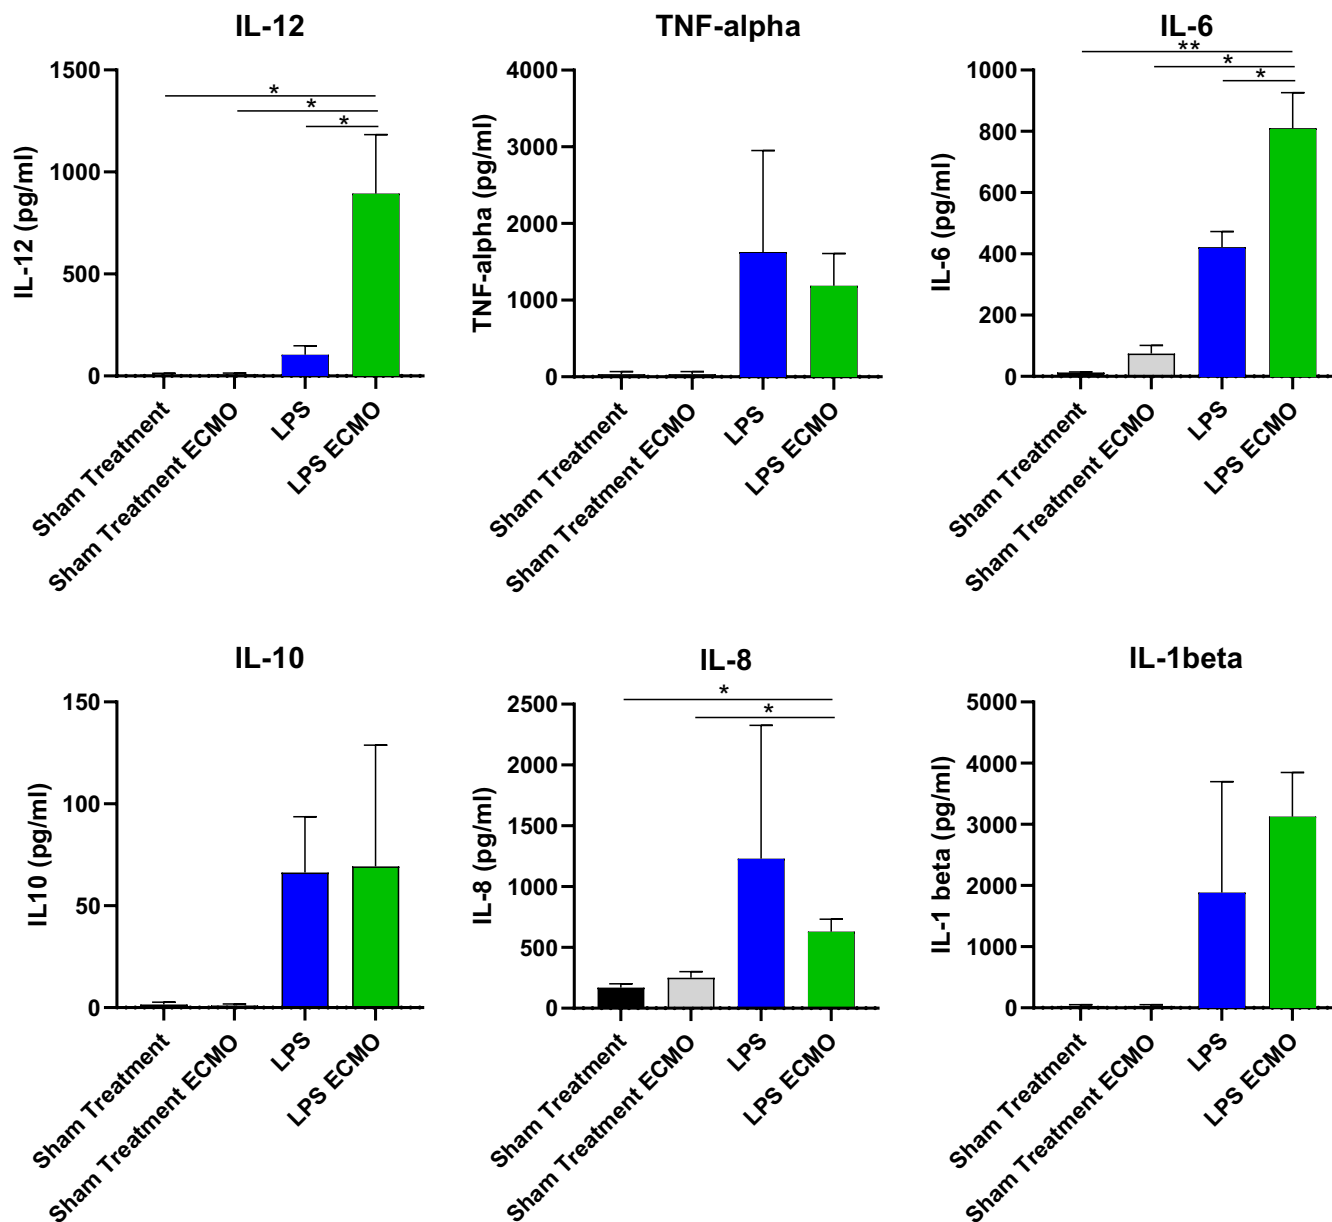 IL-12
TNF-alpha
IL-6
IL-12 (pg/ml)
1500
1000
500
0
*
*
*
Sham Treatment
Sham Treatment ECMO
LPS
LPS ECMO
TNF-alpha (pg/ml)
4000
3000
2000
1000
0
Sham Treatment
Sham Treatment ECMO
LPS
LPS ECMO
IL-6 (pg/ml)
1000
800
600
400
200
0
**
*
*
Sham Treatment
Sham Treatment ECMO
LPS
LPS ECMO
IL-10
IL-8
IL-1beta
IL10 (pg/ml)
150
100
50
0
Sham Treatment
Sham Treatment ECMO
LPS
LPS ECMO
IL-8 (pg/ml)
2500
2000
1500
1000
500
0
*
*
Sham Treatment
Sham Treatment ECMO
LPS
LPS ECMO
IL-1 beta (pg/ml)
5000
4000
3000
2000
1000
0
Sham Treatment
Sham Treatment ECMO
LPS
LPS ECMO